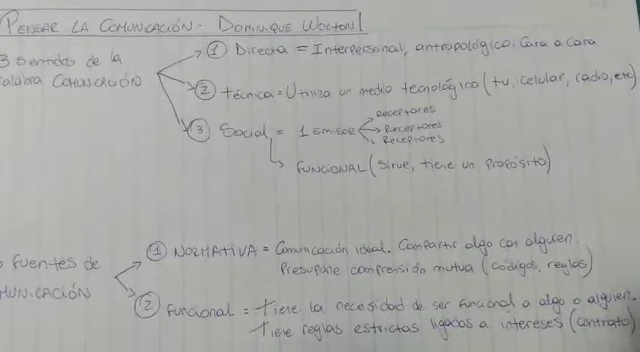 PENSAR LA COMUNICACIÓN - DOMINIQUE WOLTON
3 sentidos de la palabra COMUNICACIÓN
① Directa = Interpersonal, antropológico. Cara a cara
② técnica = Utiliza un medio tecnológico (tv, celular, radio, etc)
③ Social = 1 EMISOR
Receptores
Receptores
Receptores
FUNCIONAL (Sirve, tiene un propósito)
fuentes de
MUNICACIÓN
① NORMATIVA = Comunicación ideal. Compartir algo con alguien.
Presupone comprensión mutua (códigos, reglas)
② Funcional = tiene la necesidad de ser funcional a algo o alguien.
tiene reglas estrictas ligadas a intereses (contrato)